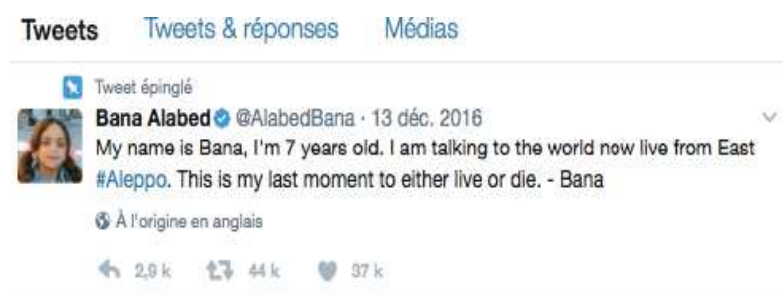 Tweets Tweets & réponses Médias
Tweet épinglé
Bana Alabed @AlabedBana · 13 déc. 2016
My name is Bana, I'm 7 years old. I am talking to the world now live from East
#Aleppo. This is my last moment to either live or die. - Bana
À l'origine en anglais
2,9 k 44 k 37 k